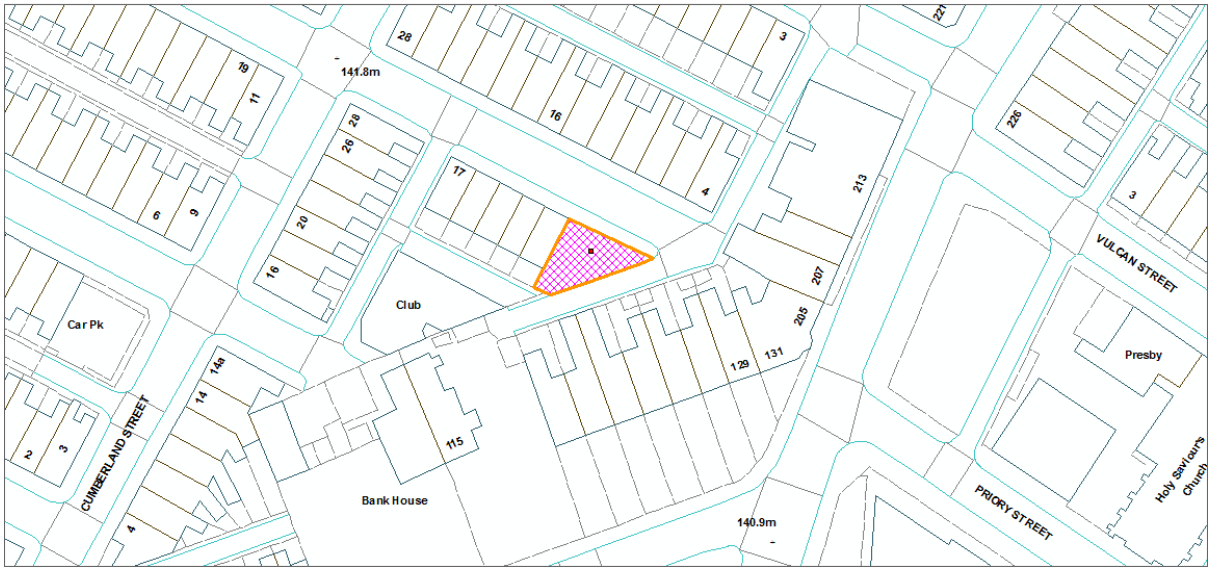 28
3
221
19
141.8m
11
16
28
226
26
17
213
4
3
6
9
20
VULCAN STREET
16
207
Club
205
Car Pk
Presby
131
129
14a
14
CUMBERLAND STREET
115
3
2
Holy Saviour's
Church
Bank House
PRIORY STREET
4
140.9m